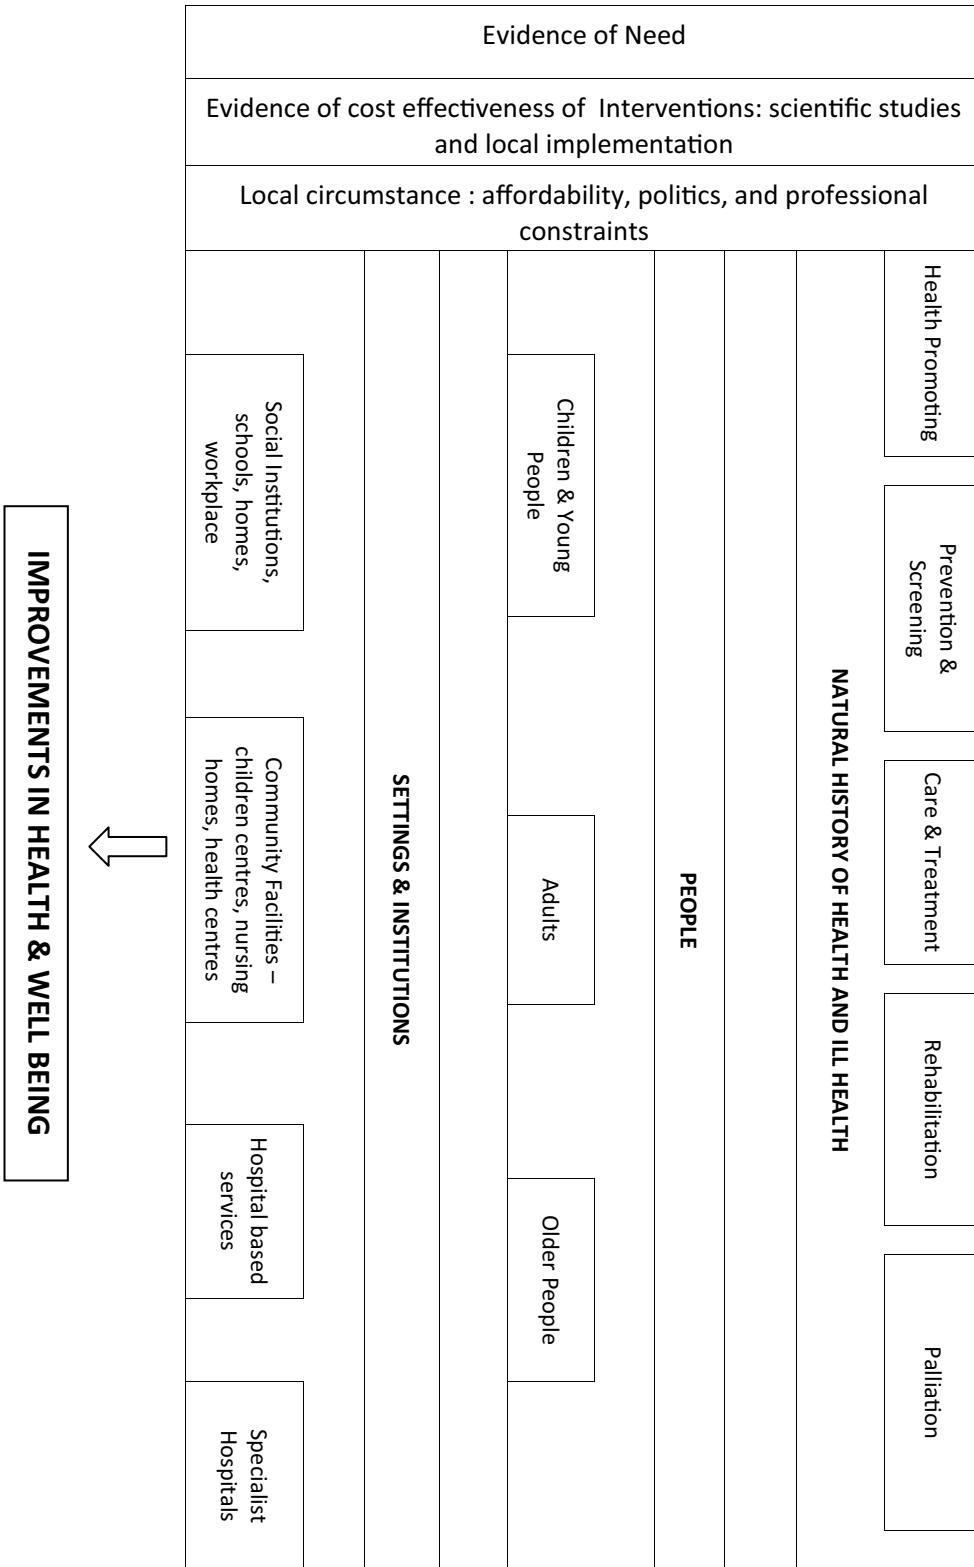 Evidence of Need
Evidence of cost effectiveness of Interventions: scientific studies
and local implementation
Local circumstance : affordability, politics, and professional
constraints
Health Promoting
Prevention &
Screening
Care & Treatment
Rehabilitation
Palliation
NATURAL HISTORY OF HEALTH AND ILL HEALTH
PEOPLE
Children & Young
People
Adults
Older People
SETTINGS & INSTITUTIONS
Social Institutions,
schools, homes,
workplace
Community Facilities –
children centres, nursing
homes, health centres
Hospital based
services
Specialist
Hospitals
IMPROVEMENTS IN HEALTH & WELL BEING